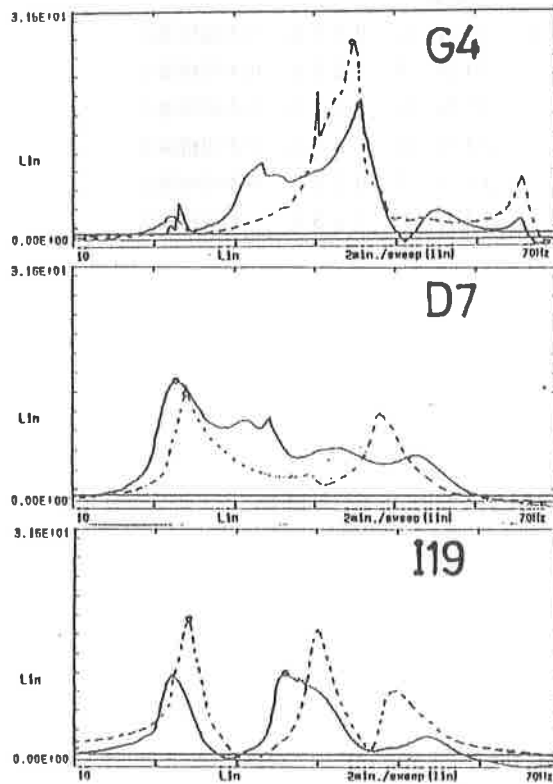 3.16E+01
G4
Lin
0.00E+00
10 Lin 2min./sweep [lin] 70Hz
3.16E+01
D7
Lin
0.00E+00
10 Lin 2min./sweep [lin] 70Hz
3.16E+01
I19
Lin
0.00E+00
10 Lin 2min./sweep [lin] 70Hz